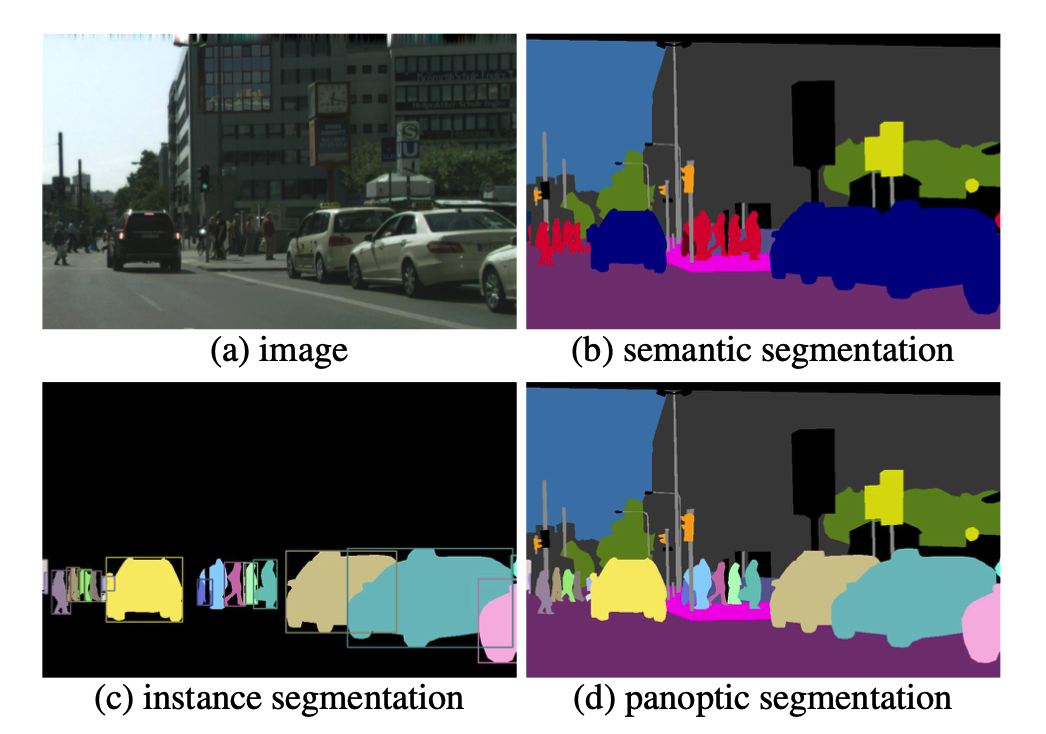 S
U
(a) image
(b) semantic segmentation
(c) instance segmentation
(d) panoptic segmentation